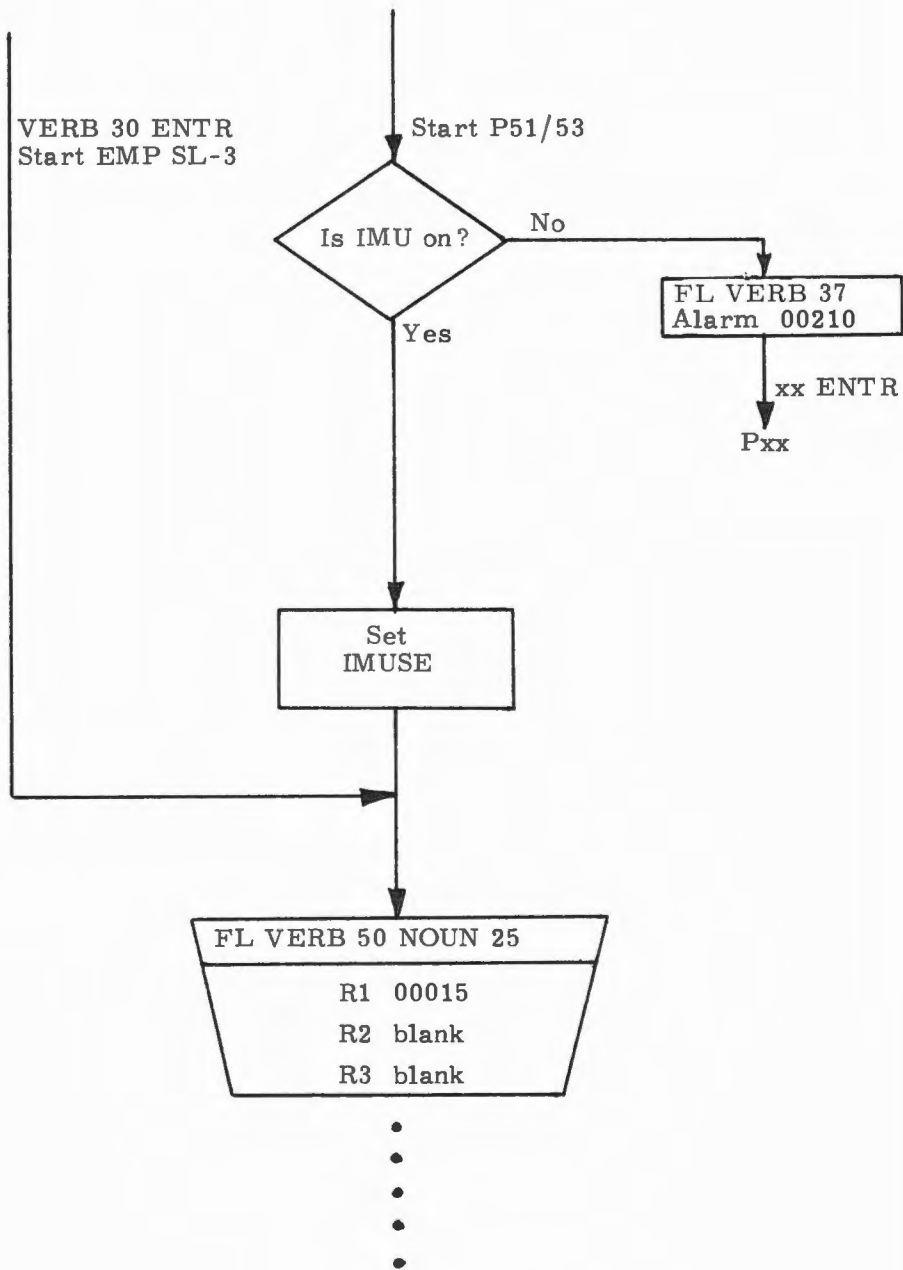 VERB 30 ENTR
Start EMP SL-3
Start P51/53
Is IMU on?
No
FL VERB 37
Alarm 00210
Yes
xx ENTR
Pxx
Set
IMUSE
FL VERB 50 NOUN 25
R1 00015
R2 blank
R3 blank